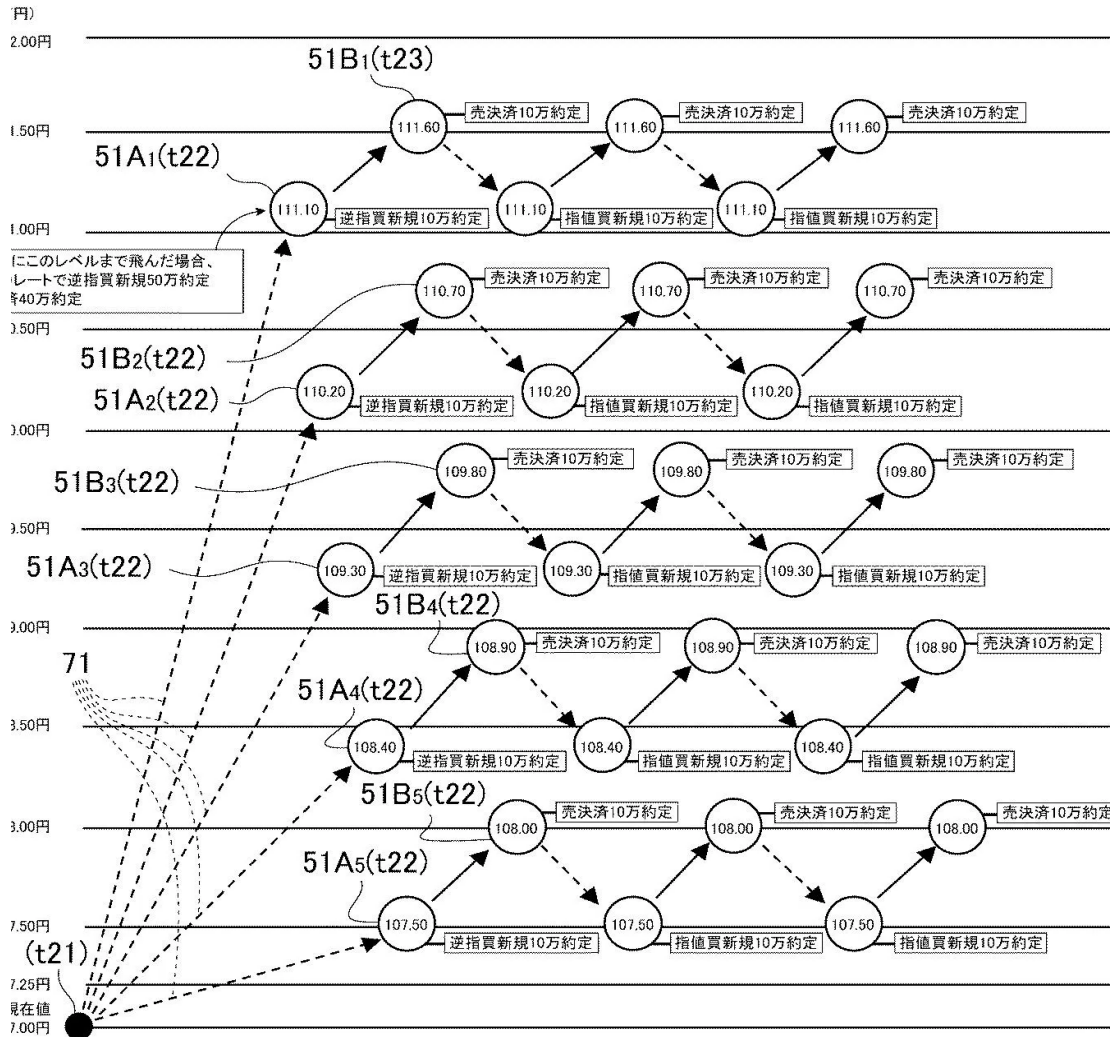 円)
2.00円
51B1(t23)
売決済10万約定 売決済10万約定 売決済10万約定
111.60 111.60 111.60
1.50円
51A1(t22)
111.10 111.10 111.10
逆指買新規10万約定 指値買新規10万約定 指値買新規10万約定
1.00円
にこのレベルまで飛んだ場合、
レートで逆指買新規50万約定
済40万約定
売決済10万約定 売決済10万約定 売決済10万約定
110.70 110.70 110.70
0.50円
51B2(t22)
51A2(t22)
110.20 110.20 110.20
逆指買新規10万約定 指値買新規10万約定 指値買新規10万約定
0.00円
売決済10万約定 売決済10万約定 売決済10万約定
51B3(t22)
109.80 109.80 109.80
9.50円
51A3(t22)
109.30 109.30 109.30
逆指買新規10万約定 指値買新規10万約定 指値買新規10万約定
51B4(t22)
9.00円
売決済10万約定 売決済10万約定 売決済10万約定
108.90 108.90 108.90
71
51A4(t22)
8.50円
108.40 108.40 108.40
逆指買新規10万約定 指値買新規10万約定 指値買新規10万約定
51B5(t22)
売決済10万約定 売決済10万約定 売決済10万約定
8.00円
108.00 108.00 108.00
51A5(t22)
7.50円
107.50 107.50 107.50
逆指買新規10万約定 指値買新規10万約定 指値買新規10万約定
(t21)
7.25円
現在値
7.00円